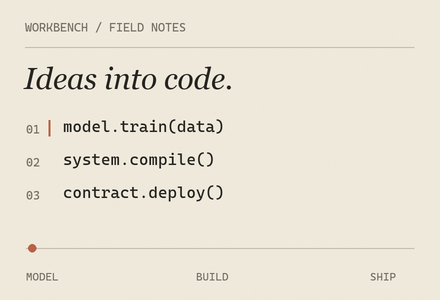 WORKBENCH / FIELD NOTES
Ideas into code.
01 model.train(data)
02 system.compile()
03 contract.deploy()
MODEL BUILD SHIP